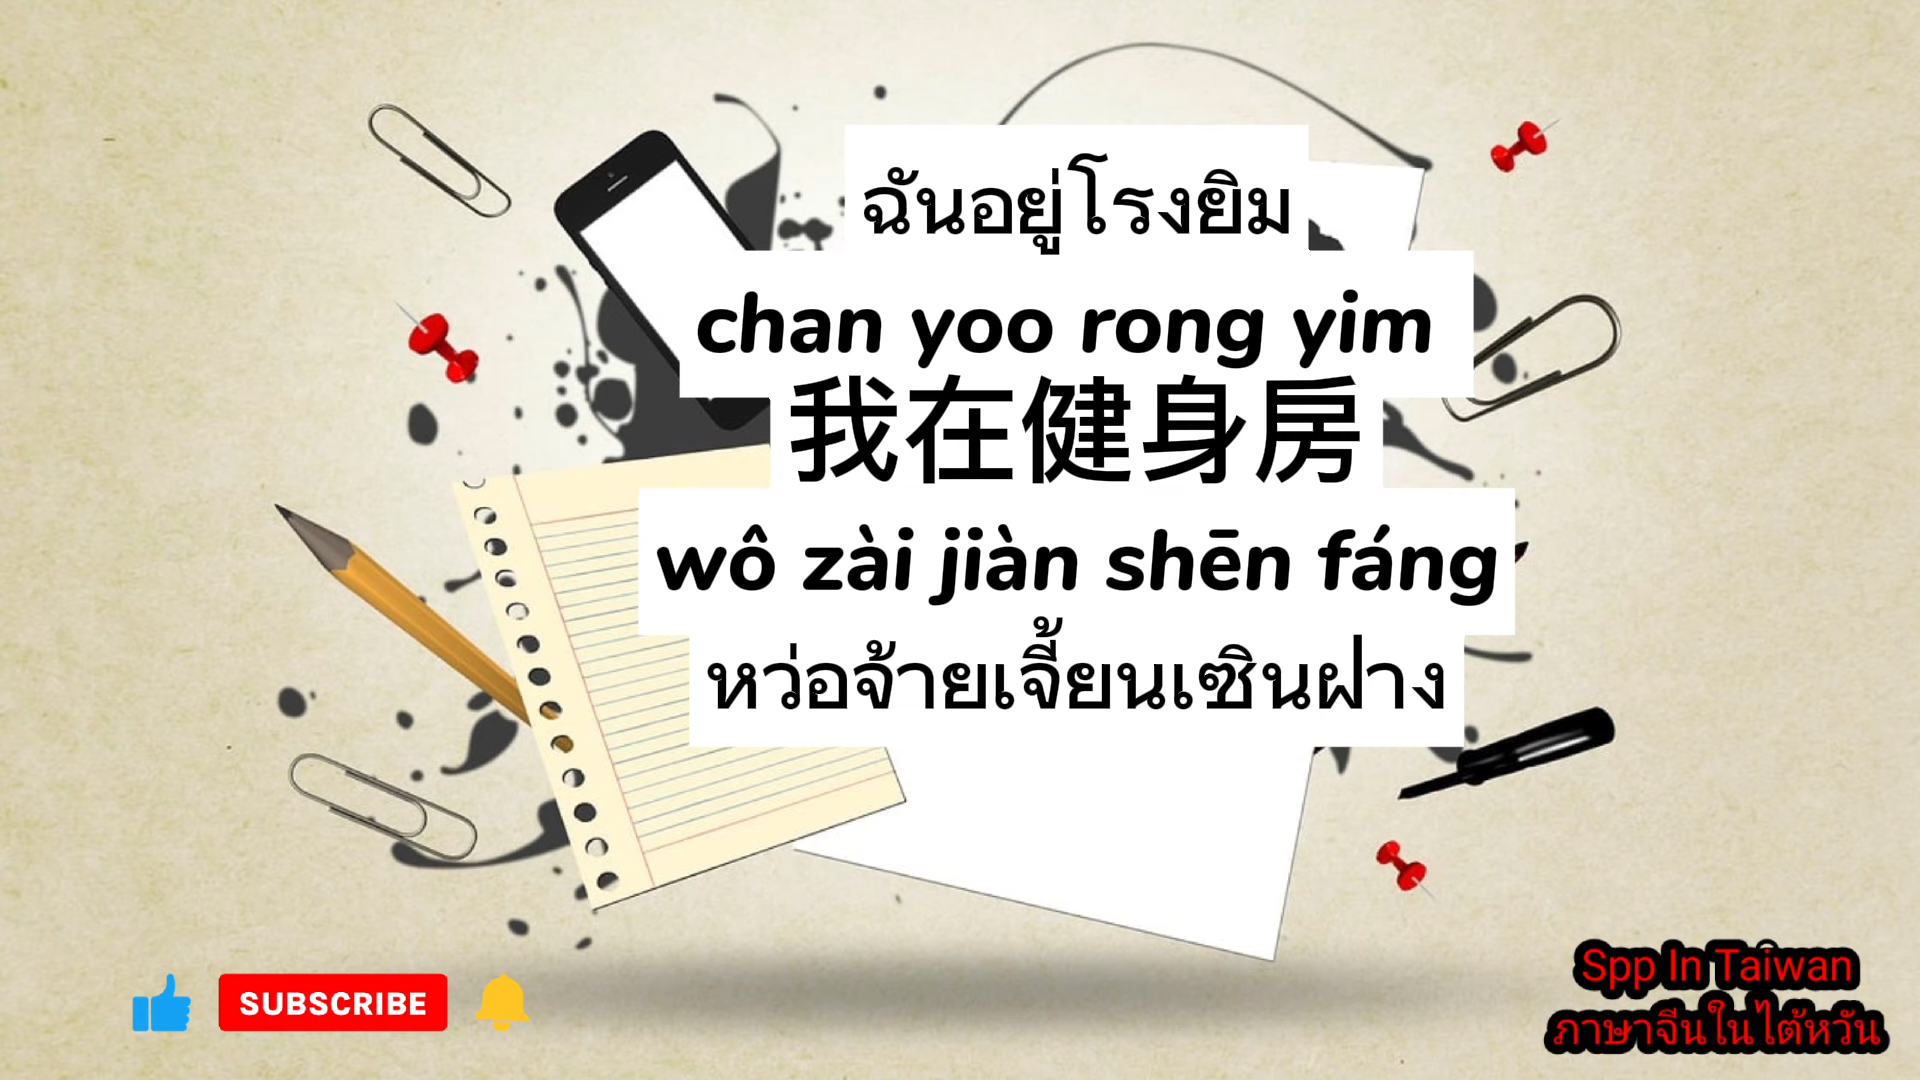 ฉันอยู่โรงยิม
chan yoo rong yim
我在健身房
wô zài jiàn shēn fáng
หว่อจ้ายเจี้ยนเซินฝาง
SUBSCRIBE
Spp In Taiwan
ภาษาจีนในไต้หวัน